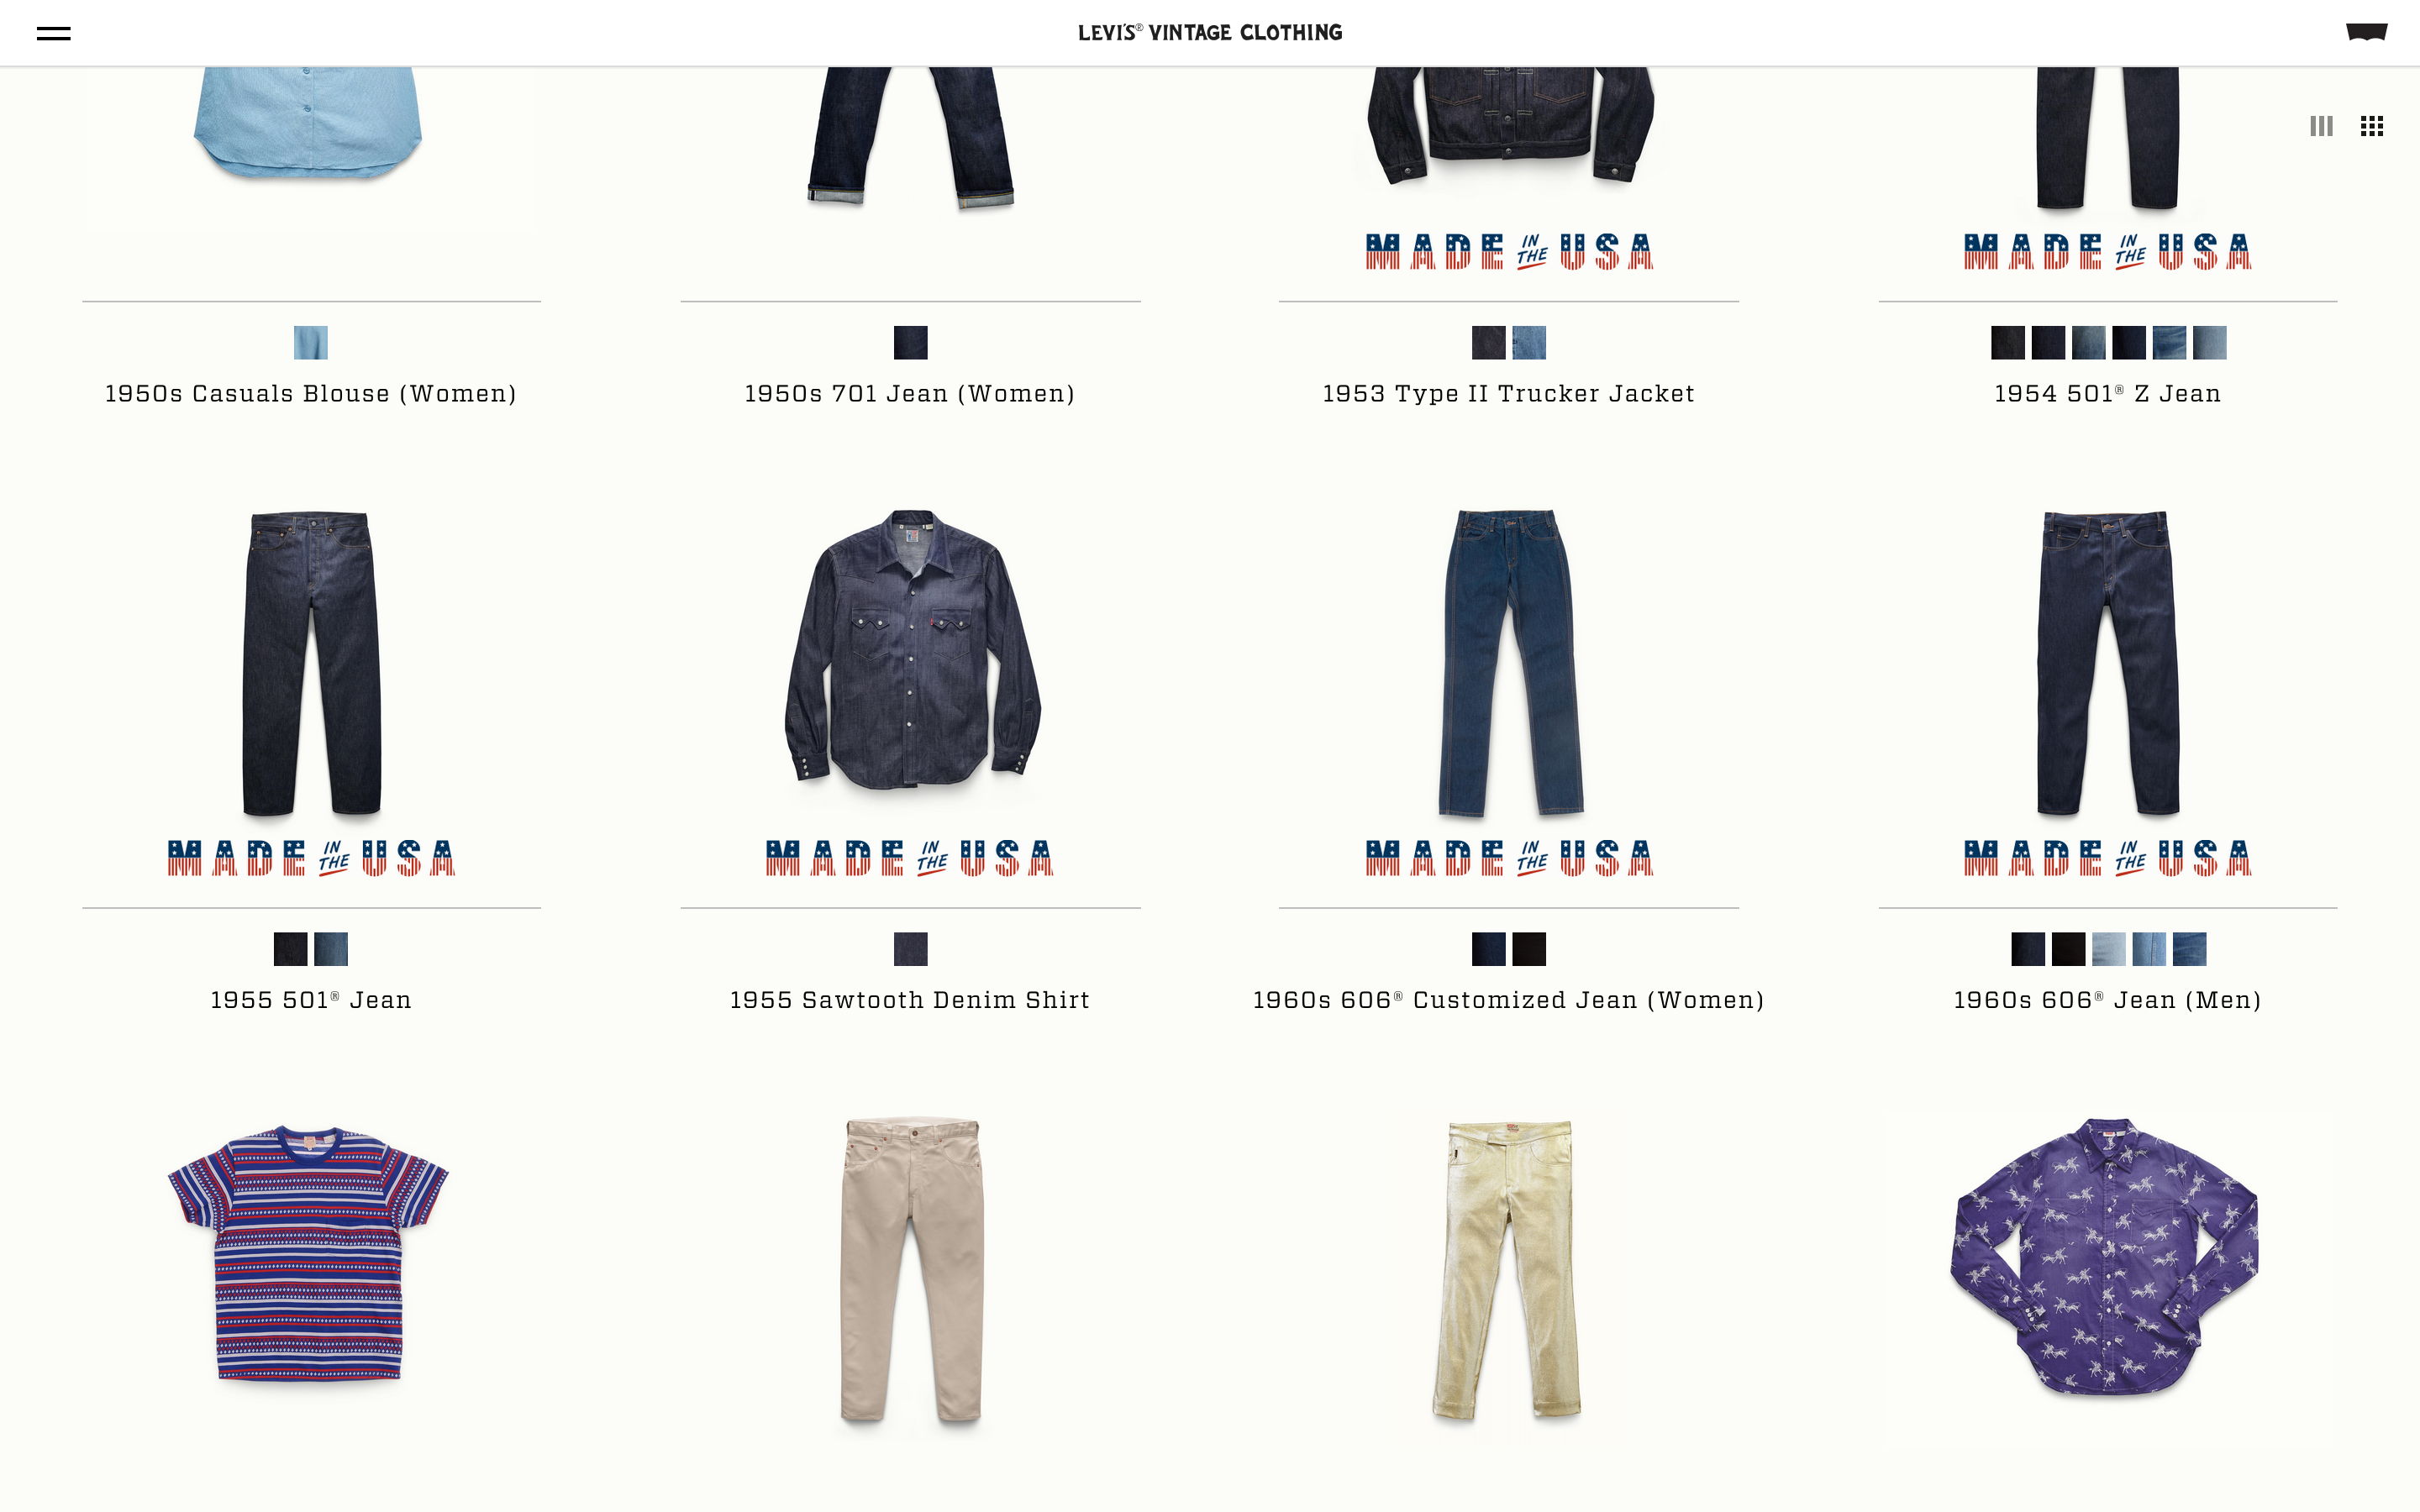 LEVI'S® VINTAGE CLOTHING
MADE IN THE USA
MADE IN THE USA
1950s Casuals Blouse (Women)
1950s 701 Jean (Women)
1953 Type II Trucker Jacket
1954 501® Z Jean
MADE IN THE USA
MADE IN THE USA
MADE IN THE USA
MADE IN THE USA
1955 501® Jean
1955 Sawtooth Denim Shirt
1960s 606® Customized Jean (Women)
1960s 606® Jean (Men)